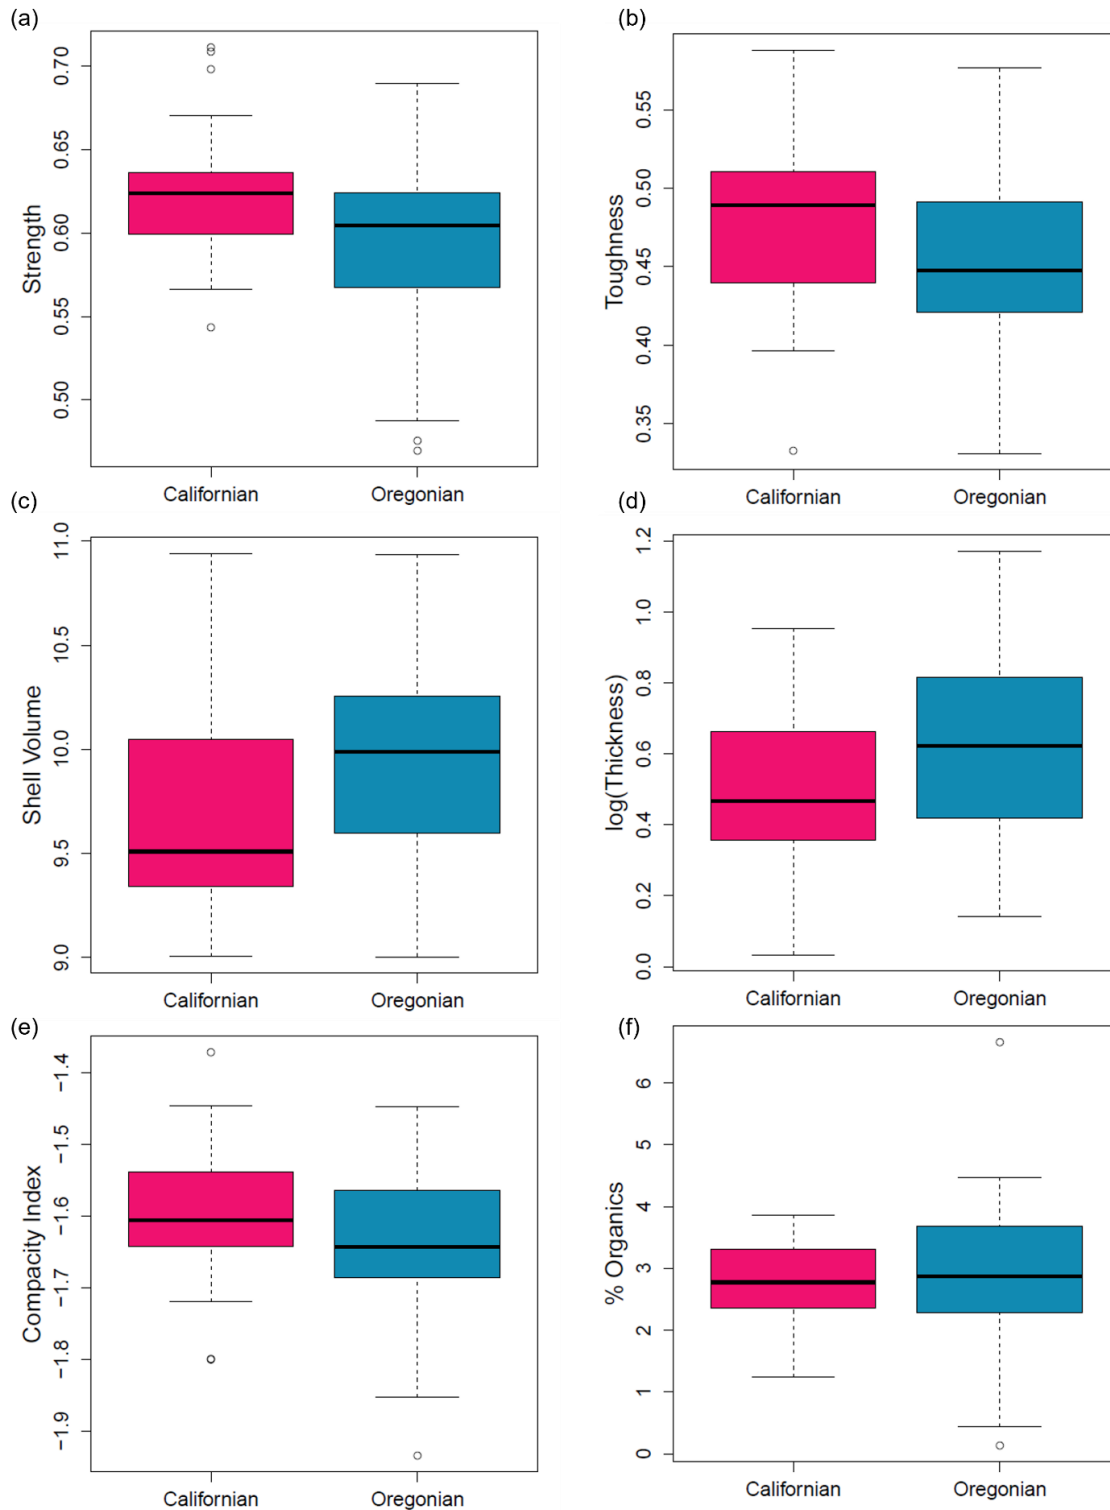 (a)
Strength
0.70
0.65
0.60
0.55
0.50
Californian
Oregonian
(b)
Toughness
0.55
0.50
0.45
0.40
0.35
Californian
Oregonian
(c)
Shell Volume
11.0
10.5
10.0
9.5
9.0
Californian
Oregonian
(d)
log(Thickness)
1.2
1.0
0.8
0.6
0.4
0.2
0.0
Californian
Oregonian
(e)
Compacity Index
−1.4
−1.5
−1.6
−1.7
−1.8
−1.9
Californian
Oregonian
(f)
% Organics
6
5
4
3
2
1
0
Californian
Oregonian